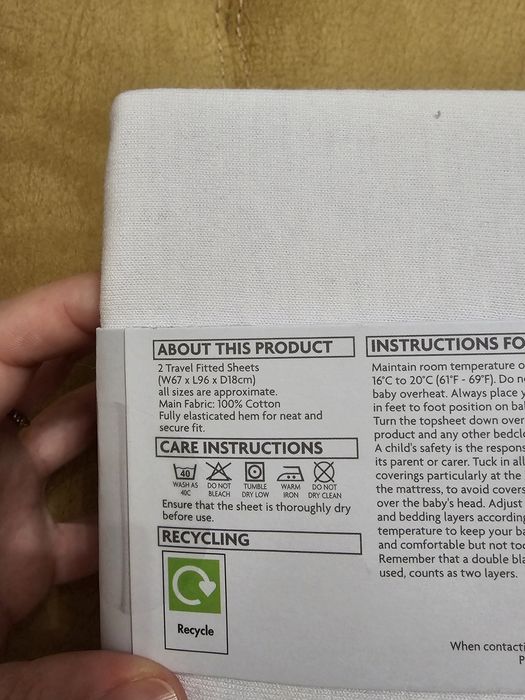 ABOUT THIS PRODUCT
2 Travel Fitted Sheets
(W67 x L96 x D18cm)
all sizes are approximate.
Main Fabric: 100% Cotton
Fully elasticated hem for neat and
secure fit.
CARE INSTRUCTIONS
40
WASH AS
40C
DO NOT
BLEACH
TUMBLE
DRY LOW
WARM
IRON
DO NOT
DRY CLEAN
Ensure that the sheet is thoroughly dry
before use.
RECYCLING
Recycle
INSTRUCTIONS FO
Maintain room temperature o
16°C to 20°C (61°F - 69°F). Do n
baby overheat. Always place y
in feet to foot position on ba
Turn the topsheet down over
product and any other bedclo
A child's safety is the respons
its parent or carer. Tuck in all
coverings particularly at the
the mattress, to avoid covers
over the baby's head. Adjust
and bedding layers according
temperature to keep your ba
and comfortable but not too
Remember that a double bla
used, counts as two layers.
When contacti
P